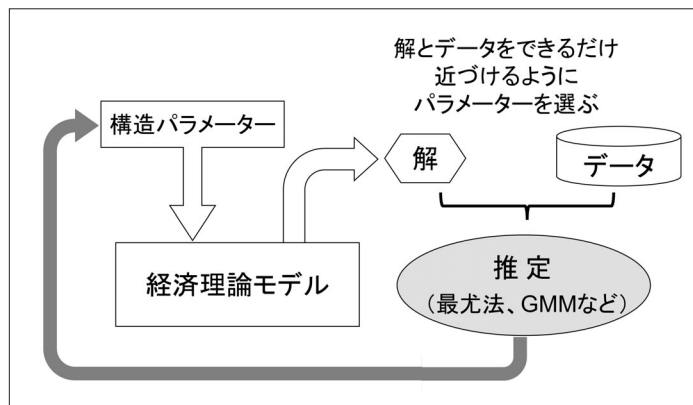 解とデータをできるだけ
近づけるように
パラメーターを選ぶ
構造パラメーター
解
データ
経済理論モデル
推 定
（最尤法、GMMなど）